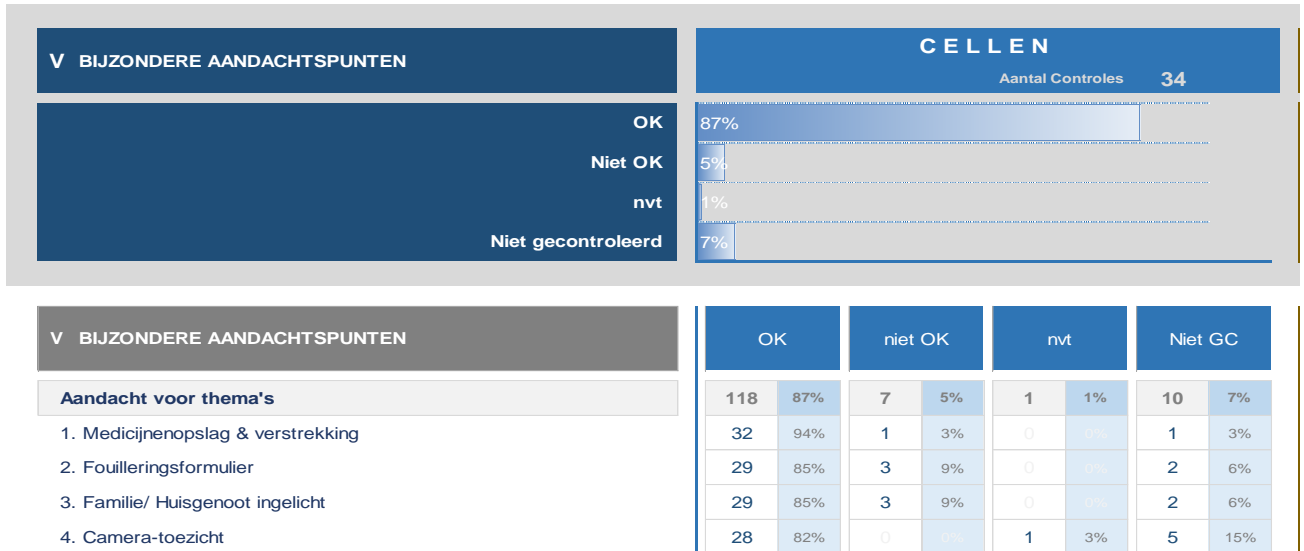 V BIJZONDERE AANDACHTSPUNTEN
CELLEN
Aantal Controles 34
OK 87%
Niet OK 5%
nvt 1%
Niet gecontroleerd 7%
V BIJZONDERE AANDACHTSPUNTEN OK niet OK nvt Niet GC
Aandacht voor thema's 118 87% 7 5% 1 1% 10 7%
1. Medicijnenopslag & verstrekking 32 94% 1 3% 0 0% 1 3%
2. Fouilleringsformulier 29 85% 3 9% 0 0% 2 6%
3. Familie/ Huisgenoot ingelicht 29 85% 3 9% 0 0% 2 6%
4. Camera-toezicht 28 82% 0 0% 1 3% 5 15%